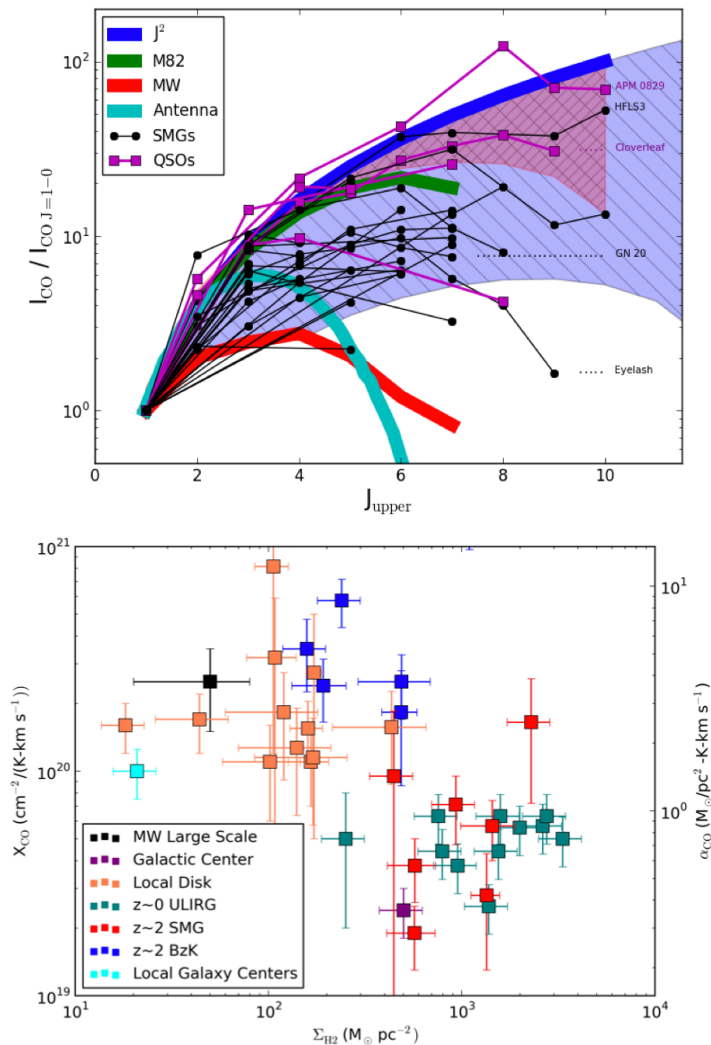 10²
10¹
10⁰
I_CO / I_CO J=1−0
J²
M82
MW
Antenna
SMGs
QSOs
APM 0829
HFLS3
Cloverleaf
GN 20
Eyelash
0 2 4 6 8 10
J_upper
10²¹
10²⁰
10¹⁹
X_CO (cm⁻²/(K-km s⁻¹))
MW Large Scale
Galactic Center
Local Disk
z~0 ULIRG
z~2 SMG
z~2 BzK
Local Galaxy Centers
10¹
10⁰
α_CO (M_☉/pc² -K-km s⁻¹)
10¹ 10² 10³ 10⁴
Σ_H2 (M_☉ pc⁻²)